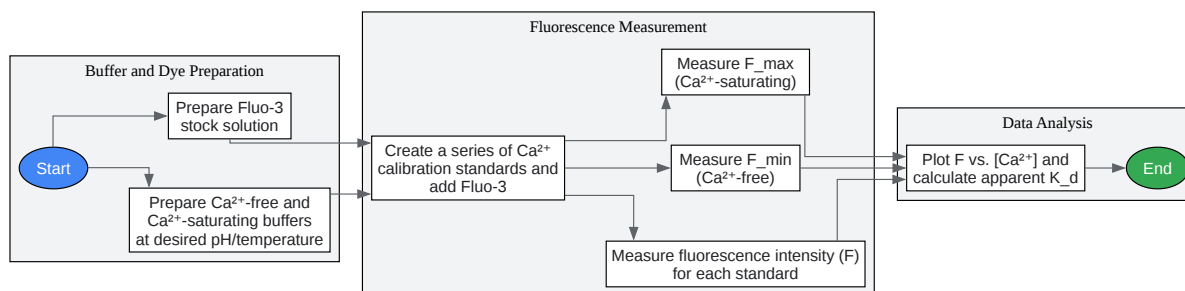 Buffer and Dye Preparation
Start
Prepare Fluo-3
stock solution
Prepare Ca²⁺-free and
Ca²⁺-saturating buffers
at desired pH/temperature
Fluorescence Measurement
Create a series of Ca²⁺
calibration standards and
add Fluo-3
Measure F_max
(Ca²⁺-saturating)
Measure F_min
(Ca²⁺-free)
Measure fluorescence intensity (F)
for each standard
Data Analysis
Plot F vs. [Ca²⁺] and
calculate apparent K_d
End